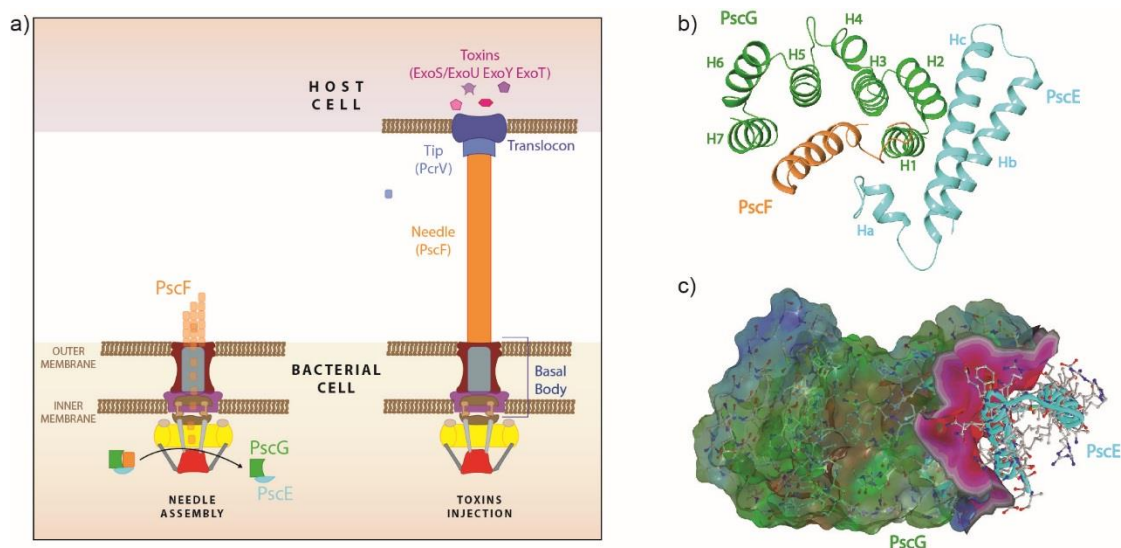 a)
HOST
CELL
Toxins
(ExoS/ExoU ExoY ExoT)
Translocon
Tip
(PcrV)
Needle
(PscF)
PscF
OUTER
MEMBRANE
BACTERIAL
CELL
Basal
Body
INNER
MEMBRANE
PscG
PscE
NEEDLE
ASSEMBLY
TOXINS
INJECTION
b)
PscG
H4
Hc
H6
H5
H3
H2
PscE
H7
H1
Hb
PscF
Ha
c)
PscE
PscG